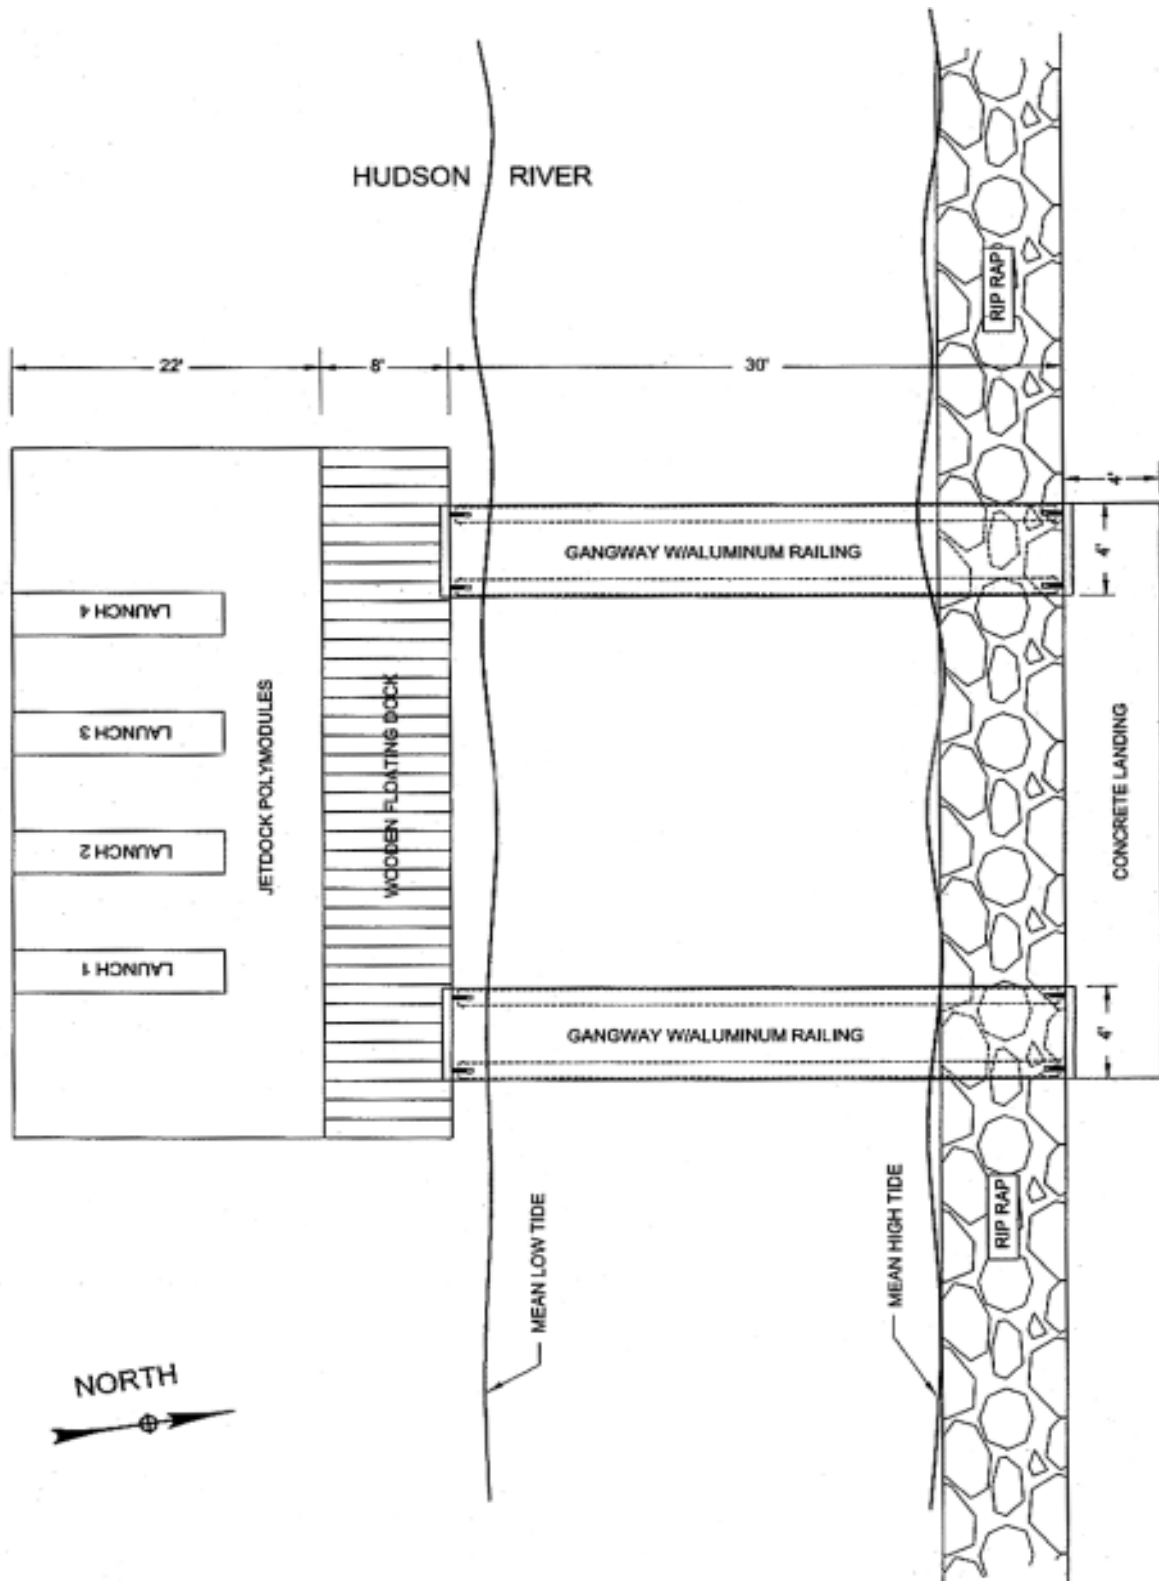 HUDSON RIVER
RIP RAP
22'
8'
30'
4'
GANGWAY W/ALUMINUM RAILING
4'
LAUNCH 4
LAUNCH 3
LAUNCH 2
LAUNCH 1
JETDOCK POLYMODULES
WOODEN FLOATING DOCK
CONCRETE LANDING
GANGWAY W/ALUMINUM RAILING
4'
MEAN LOW TIDE
MEAN HIGH TIDE
RIP RAP
NORTH